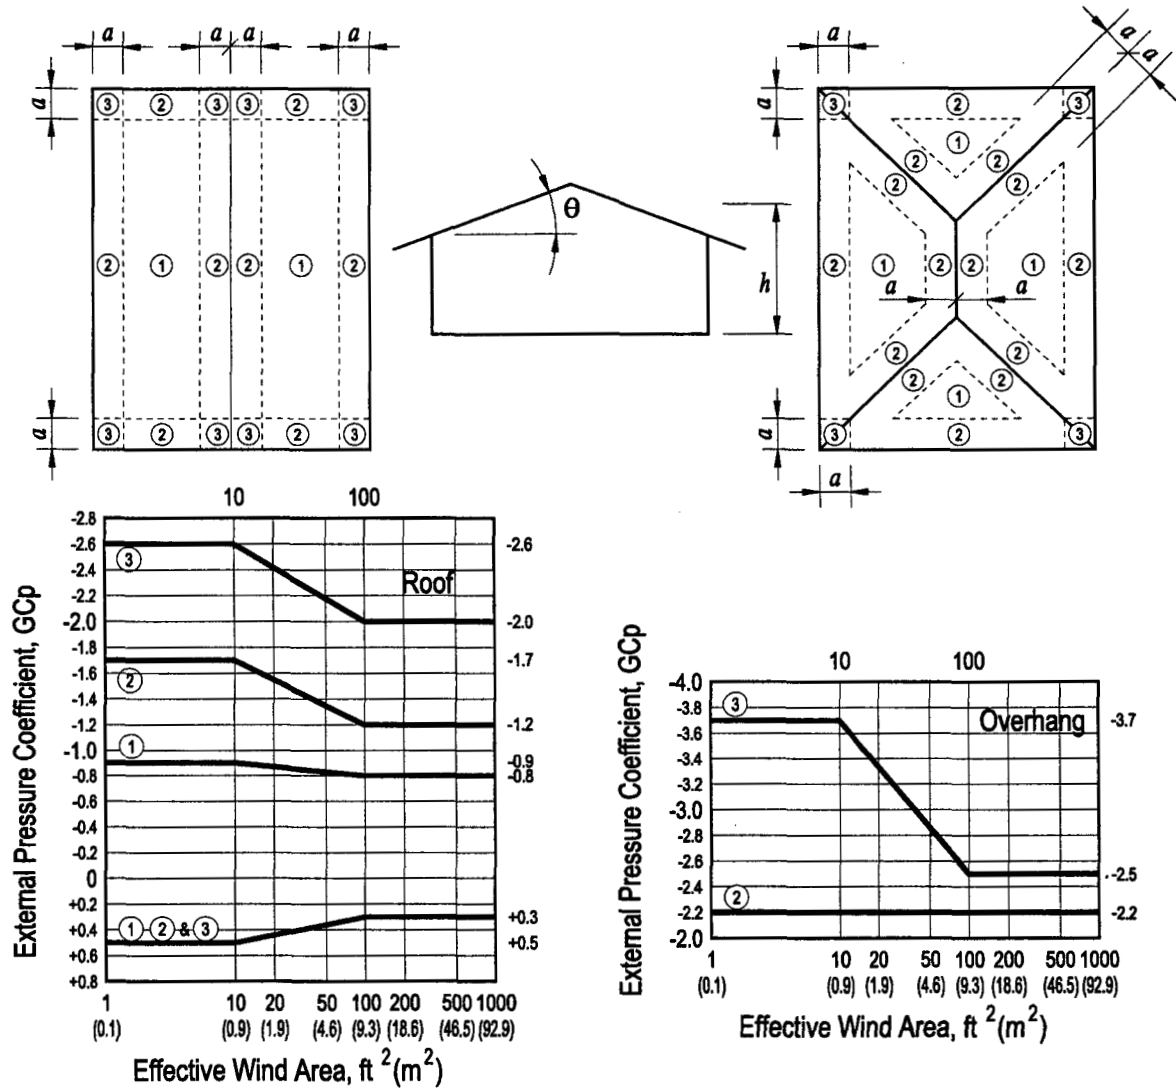 a a a a
a
③ ② ③ ③ ② ③
② ① ② ② ① ②
a
③ ② ③ ③ ② ③
θ
h
a a a
a
③ ② ③
①
② ②
② ②
② ① ② ② ① ②
a a
② ②
② ②
①
a
③ ② ③
a
10 100
External Pressure Coefficient, GCp
-2.8
-2.6 -2.6
③
-2.4 Roof
-2.2
-2.0 -2.0
-1.8
-1.7
-1.6
②
-1.4
-1.2 -1.2
-1.0 ①
-0.9
-0.8 -0.8
-0.6
-0.4
-0.2
0
+0.2
+0.3
+0.4 ① ② & ③
+0.5
+0.6
+0.8
1 10 20 50 100 200 500 1000
(0.1) (0.9) (1.9) (4.6) (9.3) (18.6) (46.5) (92.9)
Effective Wind Area, ft ²(m²)
10 100
External Pressure Coefficient, GCp
-4.0
-3.8 ③ Overhang -3.7
-3.6
-3.4
-3.2
-3.0
-2.8
-2.6
-2.5
-2.4
②
-2.2 -2.2
-2.0
1 10 20 50 100 200 500 1000
(0.1) (0.9) (1.9) (4.6) (9.3) (18.6) (46.5) (92.9)
Effective Wind Area, ft ²(m²)